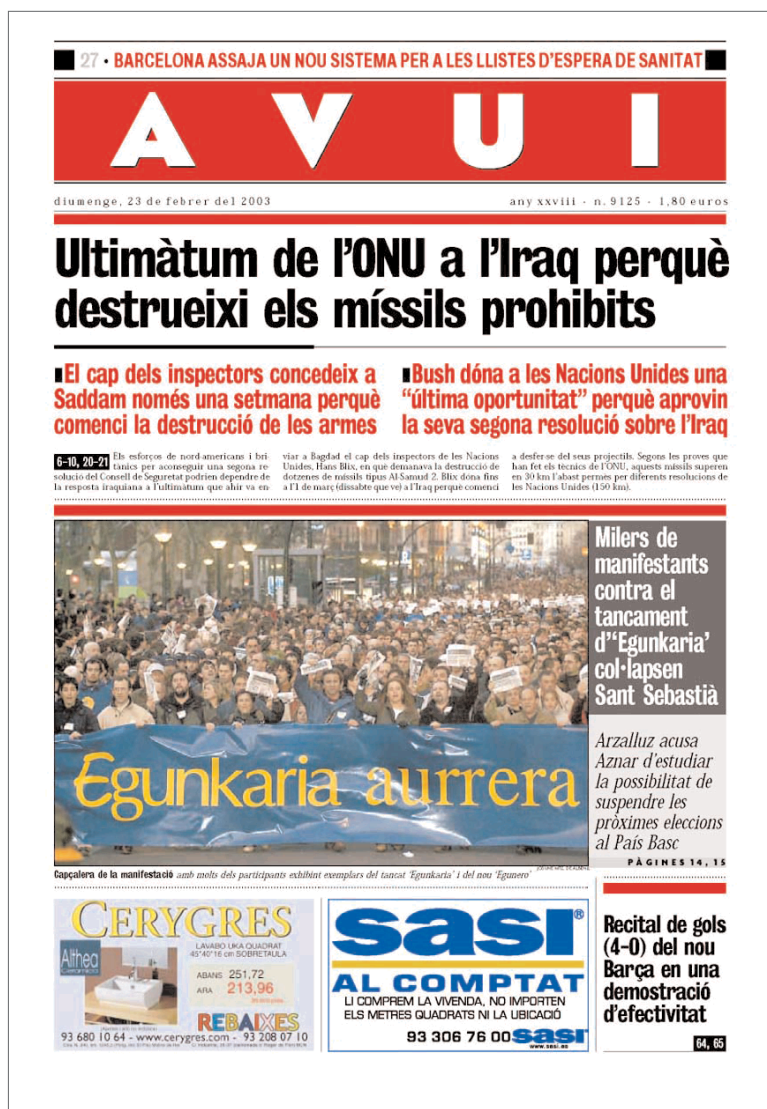 27 • BARCELONA ASSAJA UN NOU SISTEMA PER A LES LLISTES D'ESPERA DE SANITAT
AVUI
diumenge, 23 de febrer del 2003
any xxviii - n. 9125 - 1,80 euros
Ultimàtum de l'ONU a l'Iraq perquè
destrueixi els míssils prohibits
El cap dels inspectors concedeix a
Saddam només una setmana perquè
comenci la destrucció de les armes
Bush dóna a les Nacions Unides una
“última oportunitat” perquè aprovin
la seva segona resolució sobre l'Iraq
6-10, 20-21 Els esforços de nord-americans i bri-
tànics per aconseguir una segona re-
solució del Consell de Seguretat podrien dependre de
la resposta iraquiana a l'ultimàtum que ahir va en-
viar a Bagdad el cap dels inspectors de les Nacions
Unides, Hans Blix, en què demanava la destrucció de
dotzenes de míssils tipus Al-Samud 2. Blix dona fins
a l'1 de març (dissabte que ve) a l'Iraq perquè comenci
a desfer-se del seus projectils. Segons les proves que
han fet els tècnics de l'ONU, aquests míssils superen
en 30 km l'abast permès per diferents resolucions de
les Nacions Unides (150 km).
Egunkaria aurrera
Milers de
manifestants
contra el
tancament
d'‘Egunkaria’
col·lapsen
Sant Sebastià
Arzalluz acusa
Aznar d'estudiar
la possibilitat de
suspendre les
pròximes eleccions
al País Basc
PÀGINES 14, 15
Capçalera de la manifestació amb molts dels participants exhibint exemplars del tancat ‘Egunkaria’ i del nou ‘Egunero’
CERYGRES
Althea
Ceramica
LAVABO UKA QUADRAT
45*40*16 cm SOBRETAULA
ABANS 251,72
ARA 213,96
REBAIXES
93 680 10 64 - www.cerygres.com - 93 208 07 10
sasi®
AL COMPTAT
LI COMPREM LA VIVENDA, NO IMPORTEN
ELS METRES QUADRATS NI LA UBICACIÓ
93 306 76 00 sasi
www.sasi.es
Recital de gols
(4-0) del nou
Barça en una
demostració
d'efectivitat
64, 65